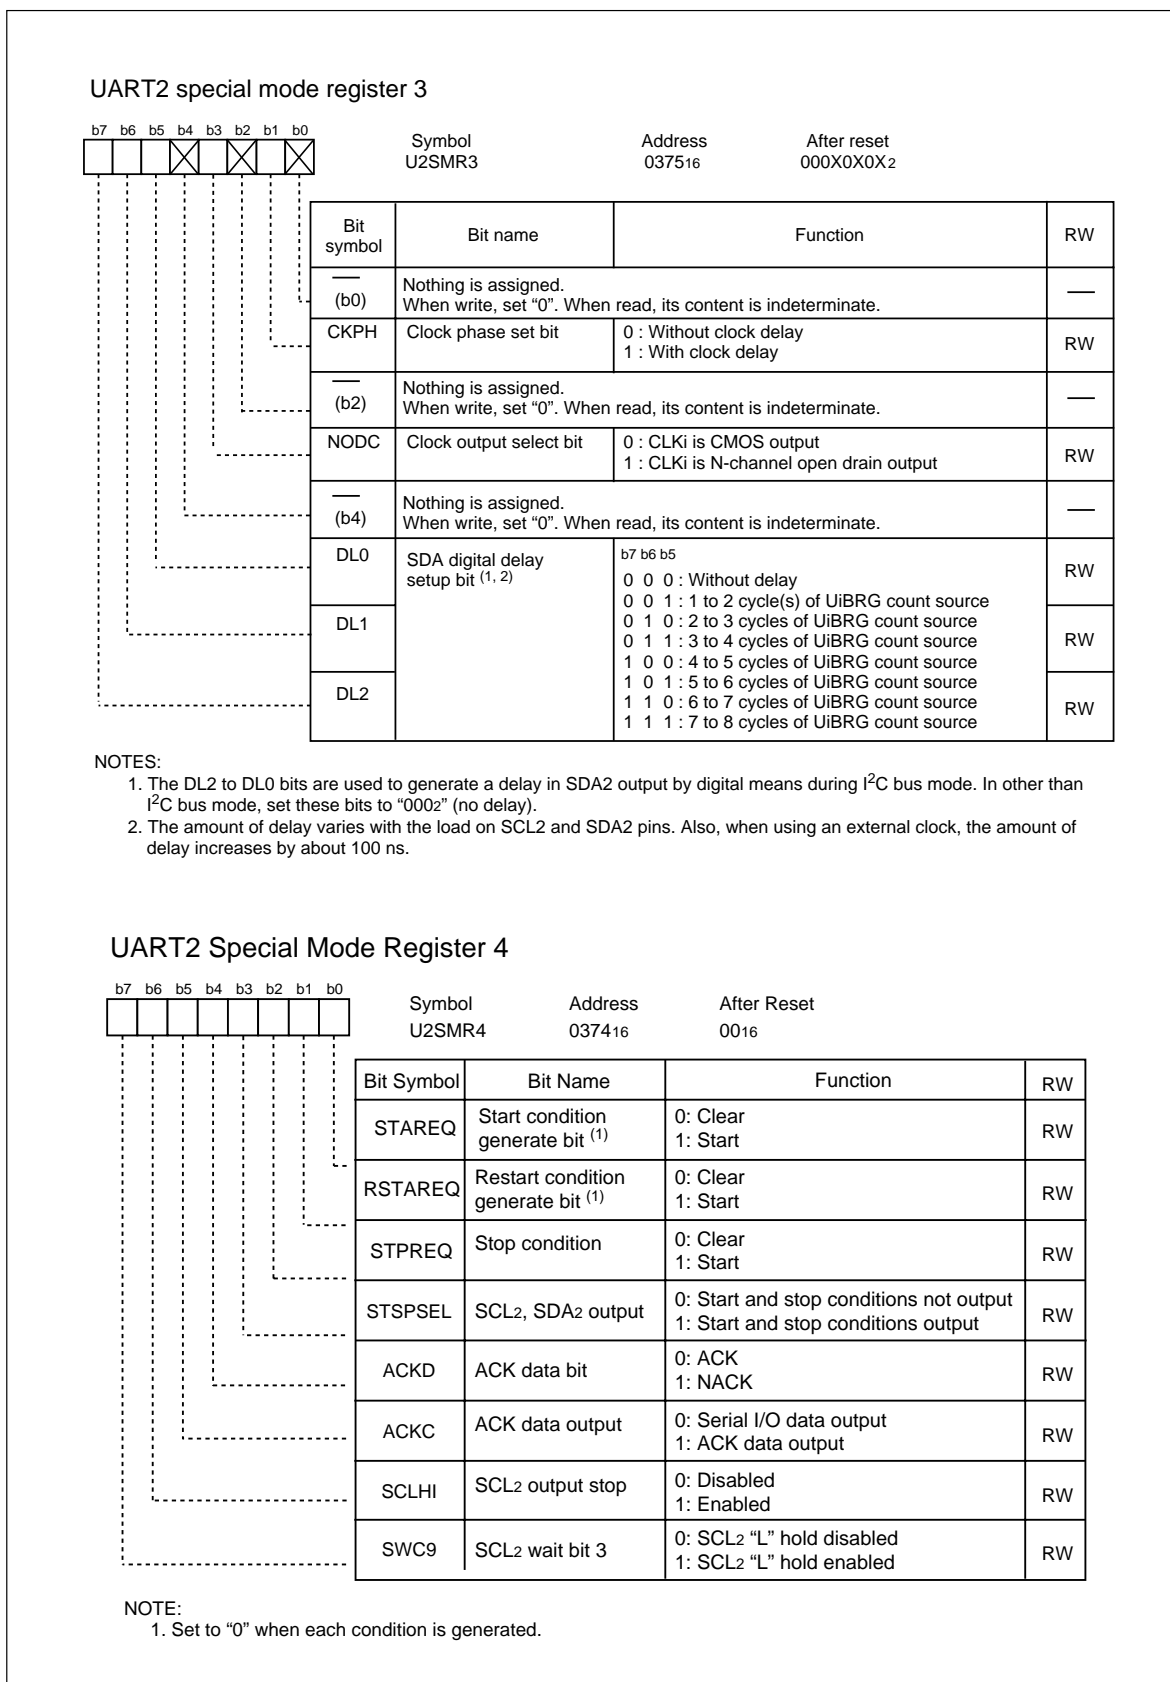 UART2 special mode register 3
b7 b6 b5 b4 b3 b2 b1 b0
Symbol Address After reset
U2SMR3 037516 000X0X0X2
Bit symbol Bit name Function RW
(b0) Nothing is assigned.
When write, set “0”. When read, its content is indeterminate. —
CKPH Clock phase set bit 0 : Without clock delay
1 : With clock delay RW
(b2) Nothing is assigned.
When write, set “0”. When read, its content is indeterminate. —
NODC Clock output select bit 0 : CLKi is CMOS output
1 : CLKi is N-channel open drain output RW
(b4) Nothing is assigned.
When write, set “0”. When read, its content is indeterminate. —
DL0 SDA digital delay
setup bit (1, 2) b7 b6 b5 RW
0 0 0 : Without delay
0 0 1 : 1 to 2 cycle(s) of UiBRG count source
DL1 0 1 0 : 2 to 3 cycles of UiBRG count source
0 1 1 : 3 to 4 cycles of UiBRG count source RW
1 0 0 : 4 to 5 cycles of UiBRG count source
1 0 1 : 5 to 6 cycles of UiBRG count source
DL2 1 1 0 : 6 to 7 cycles of UiBRG count source RW
1 1 1 : 7 to 8 cycles of UiBRG count source
NOTES:
1. The DL2 to DL0 bits are used to generate a delay in SDA2 output by digital means during I2C bus mode. In other than
I2C bus mode, set these bits to “0002” (no delay).
2. The amount of delay varies with the load on SCL2 and SDA2 pins. Also, when using an external clock, the amount of
delay increases by about 100 ns.
UART2 Special Mode Register 4
b7 b6 b5 b4 b3 b2 b1 b0
Symbol Address After Reset
U2SMR4 037416 0016
Bit Symbol Bit Name Function RW
STAREQ Start condition
generate bit (1) 0: Clear
1: Start RW
RSTAREQ Restart condition
generate bit (1) 0: Clear
1: Start RW
STPREQ Stop condition 0: Clear
1: Start RW
STSPSEL SCL2, SDA2 output 0: Start and stop conditions not output
1: Start and stop conditions output RW
ACKD ACK data bit 0: ACK
1: NACK RW
ACKC ACK data output 0: Serial I/O data output
1: ACK data output RW
SCLHI SCL2 output stop 0: Disabled
1: Enabled RW
SWC9 SCL2 wait bit 3 0: SCL2 “L” hold disabled
1: SCL2 “L” hold enabled RW
NOTE:
1. Set to “0” when each condition is generated.